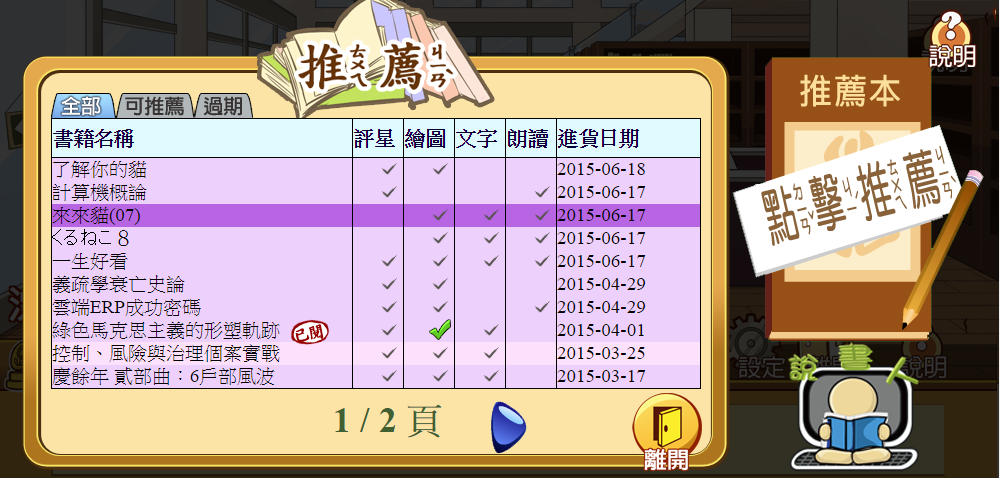 推薦
ㄊㄨㄟ ㄐㄧㄢˋ
說明
全部 可推薦 過期
書籍名稱 評星 繪圖 文字 朗讀 進貨日期
了解你的貓 ✓ ✓ 2015-06-18
計算機概論 ✓ ✓ 2015-06-17
來來貓(07) ✓ ✓ ✓ 2015-06-17
くるねこ８ ✓ ✓ ✓ 2015-06-17
一生好看 ✓ ✓ ✓ ✓ 2015-06-17
義疏學衰亡史論 ✓ ✓ 2015-04-29
雲端ERP成功密碼 ✓ ✓ ✓ 2015-04-29
綠色馬克思主義的形塑軌跡 已閱 ✓ ✓ ✓ 2015-04-01
控制、風險與治理個案實戰 ✓ ✓ ✓ 2015-03-25
慶餘年 貳部曲：6戶部風波 ✓ ✓ ✓ 2015-03-17
1 / 2 頁
離開
推薦本
點擊推薦
ㄉㄧㄢˇ ㄐㄧˊ ㄊㄨㄟ ㄐㄧㄢˋ
設定
說明
說書人